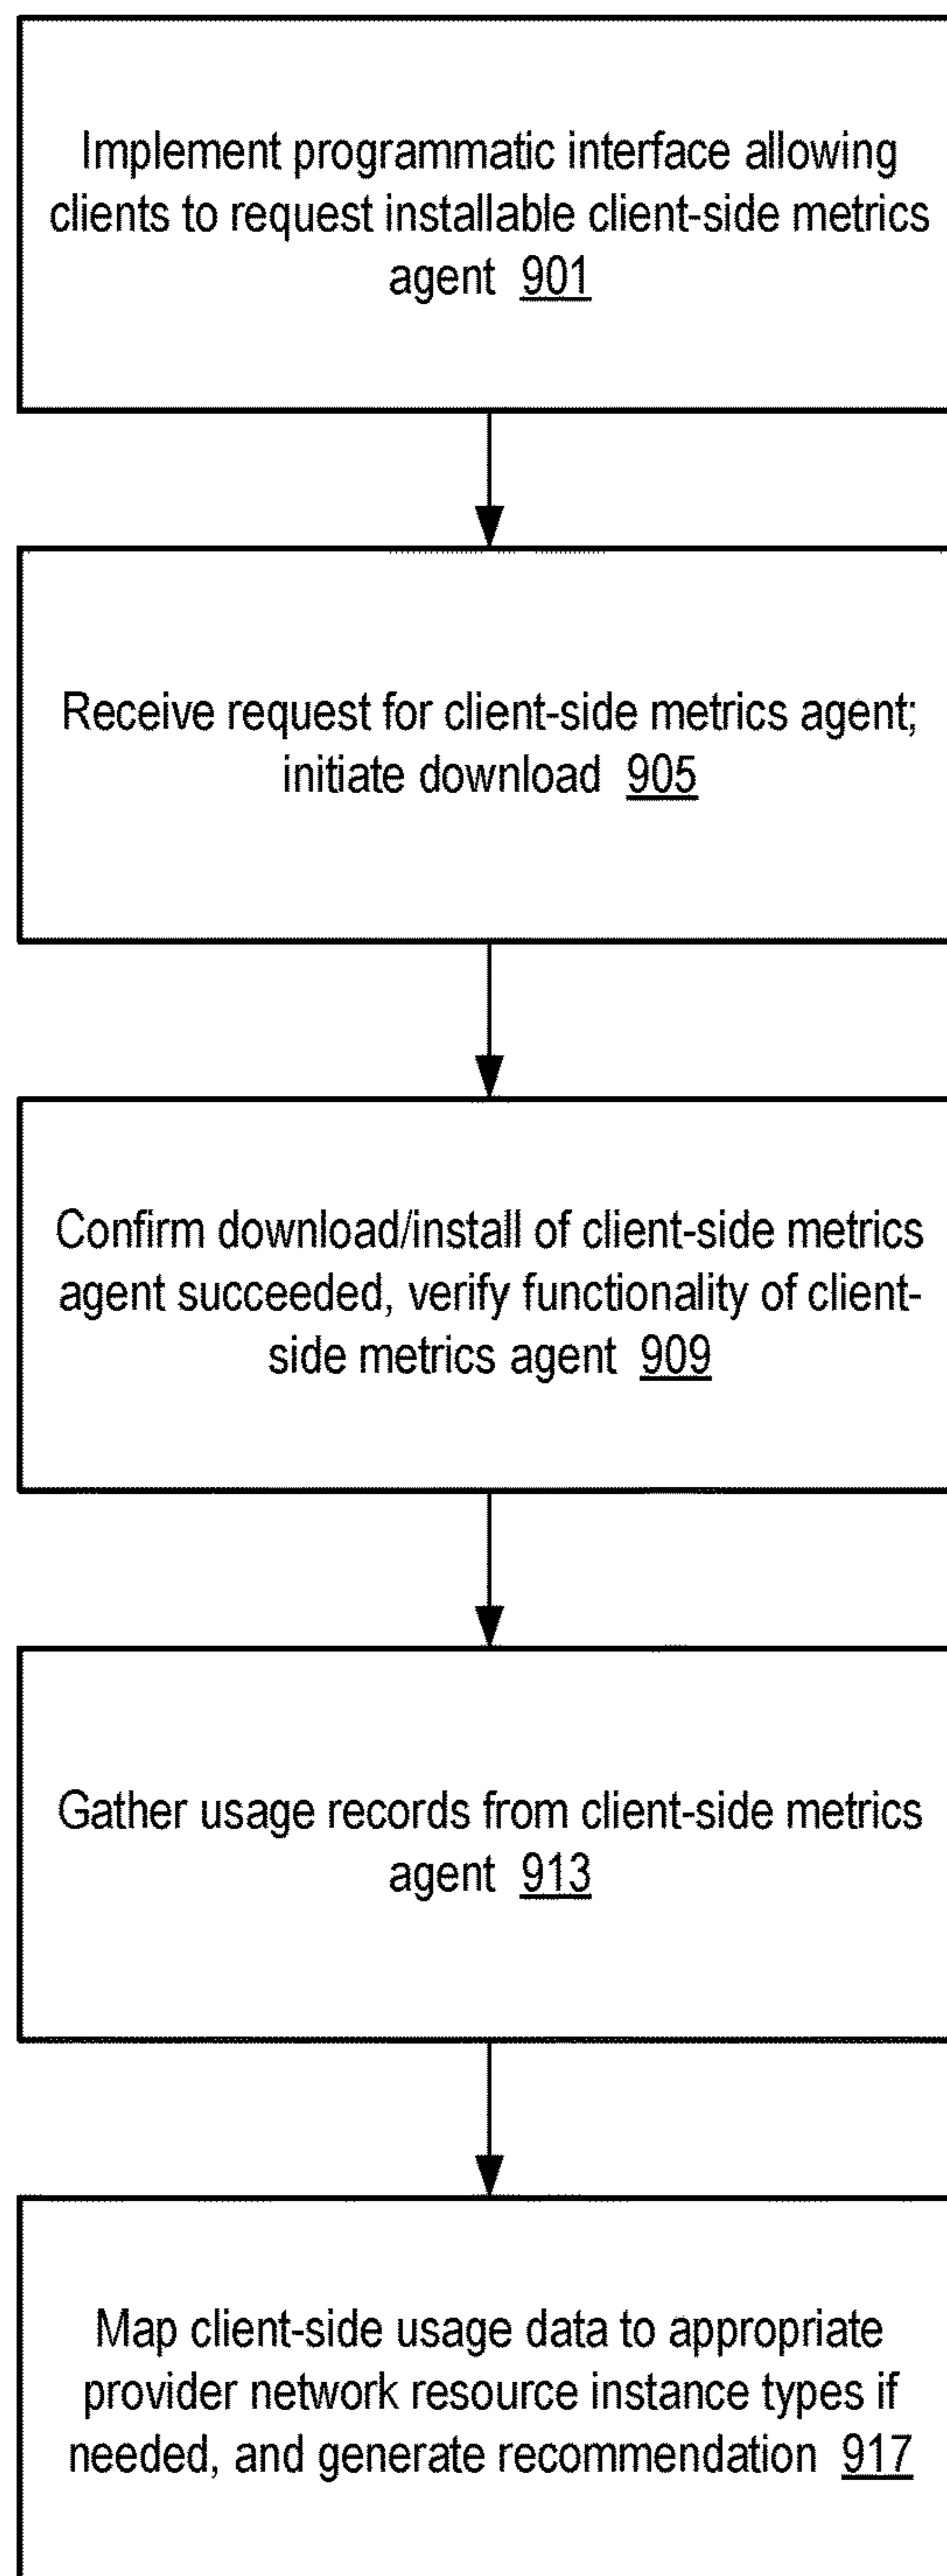 Implement programmatic interface allowing
clients to request installable client-side metrics
agent 901
Receive request for client-side metrics agent;
initiate download 905
Confirm download/install of client-side metrics
agent succeeded, verify functionality of client-
side metrics agent 909
Gather usage records from client-side metrics
agent 913
Map client-side usage data to appropriate
provider network resource instance types if
needed, and generate recommendation 917